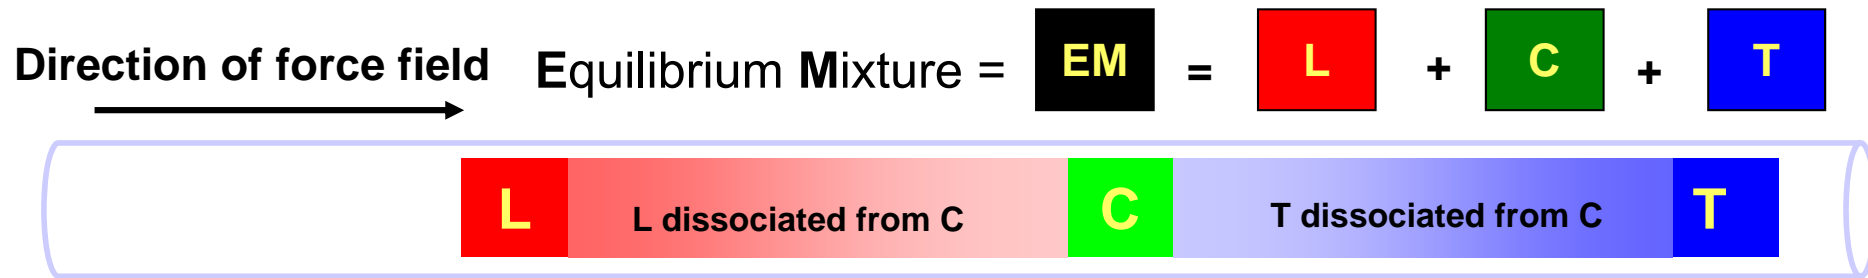 Direction of force field Equilibrium Mixture = EM = L + C + T
L L dissociated from C C T dissociated from C T